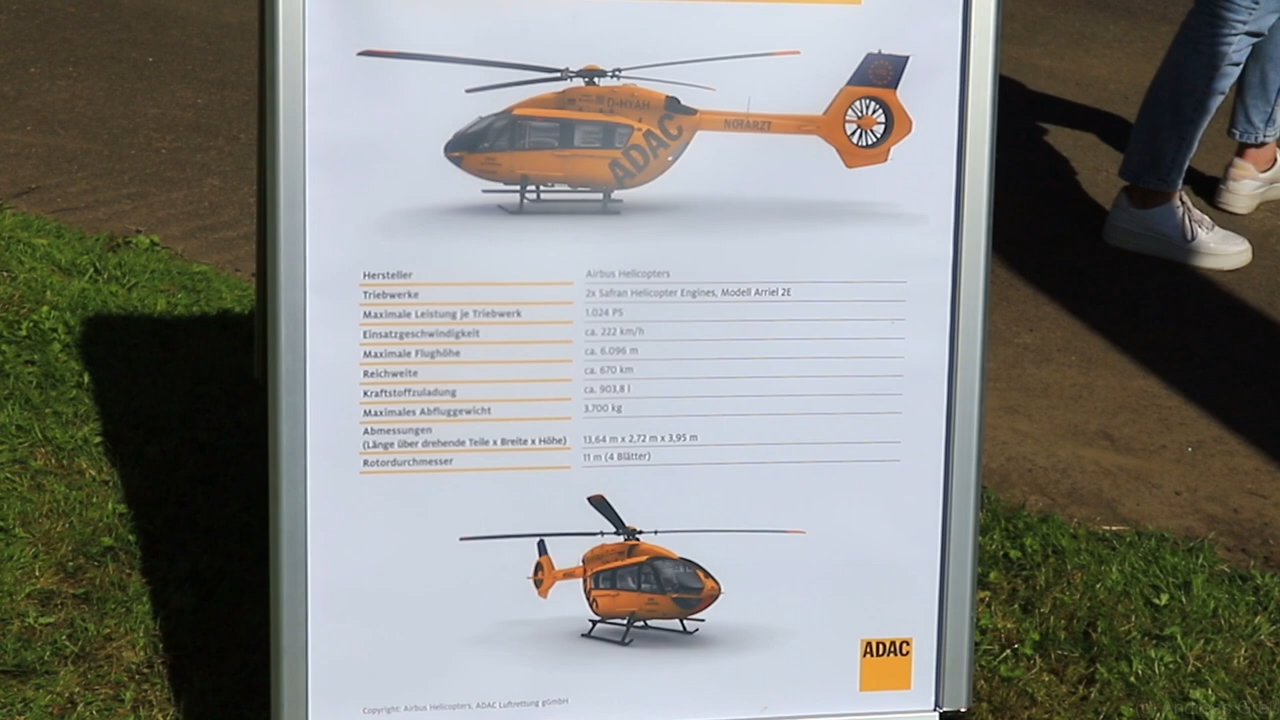 D-HYAH
NOTARZT
ADAC
Hersteller Airbus Helicopters
Triebwerke 2x Safran Helicopter Engines, Modell Arriel 2E
Maximale Leistung je Triebwerk 1.024 PS
Einsatzgeschwindigkeit ca. 222 km/h
Maximale Flughöhe ca. 6.096 m
Reichweite ca. 670 km
Kraftstoffzuladung ca. 903,8 l
Maximales Abfluggewicht 3.700 kg
Abmessungen
(Länge über drehende Teile x Breite x Höhe) 13,64 m x 2,72 m x 3,95 m
Rotordurchmesser 11 m (4 Blätter)
ADAC
Copyright: Airbus Helicopters, ADAC Luftrettung gGmbH